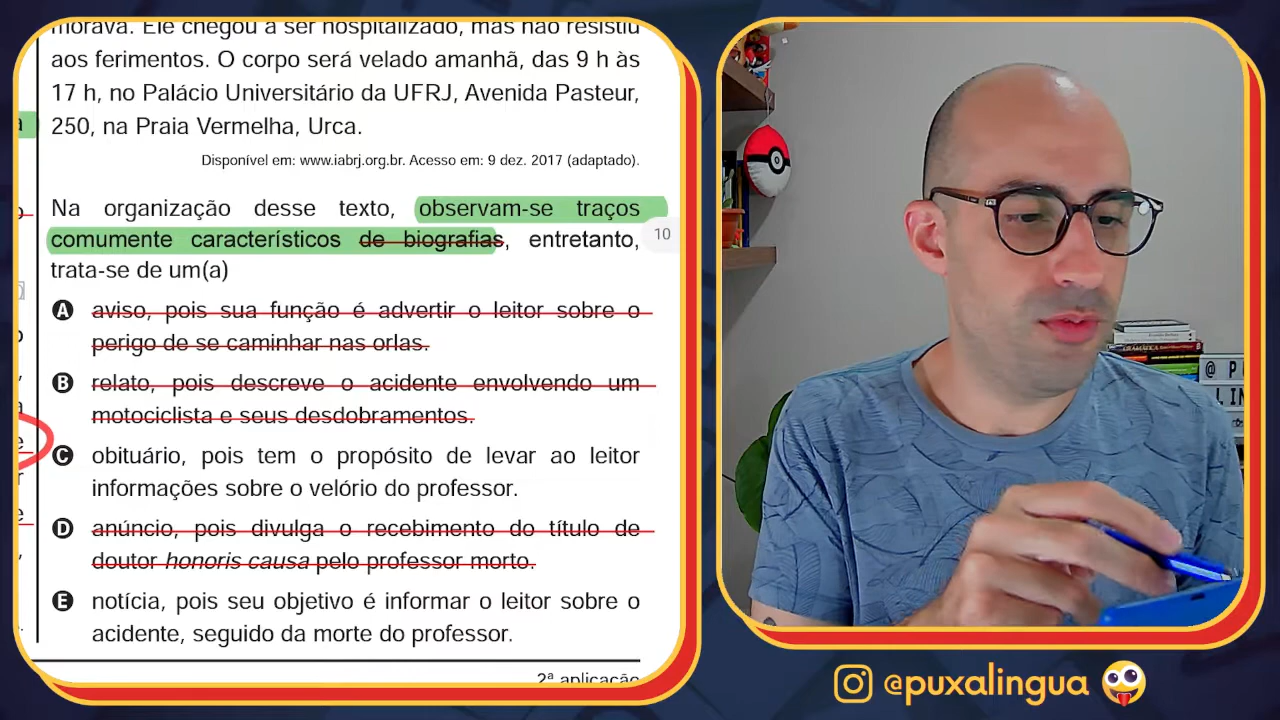 morava. Ele chegou a ser hospitalizado, mas não resistiu
aos ferimentos. O corpo será velado amanhã, das 9 h às
17 h, no Palácio Universitário da UFRJ, Avenida Pasteur,
250, na Praia Vermelha, Urca.
Disponível em: www.iabrj.org.br. Acesso em: 9 dez. 2017 (adaptado).
Na organização desse texto, observam-se traços
comumente característicos de biografias, entretanto,
trata-se de um(a)
10
A aviso, pois sua função é advertir o leitor sobre o
perigo de se caminhar nas orlas.
B relato, pois descreve o acidente envolvendo um
motociclista e seus desdobramentos.
C obituário, pois tem o propósito de levar ao leitor
informações sobre o velório do professor.
D anúncio, pois divulga o recebimento do título de
doutor honoris causa pelo professor morto.
E notícia, pois seu objetivo é informar o leitor sobre o
acidente, seguido da morte do professor.
2ª aplicação
@puxalingua